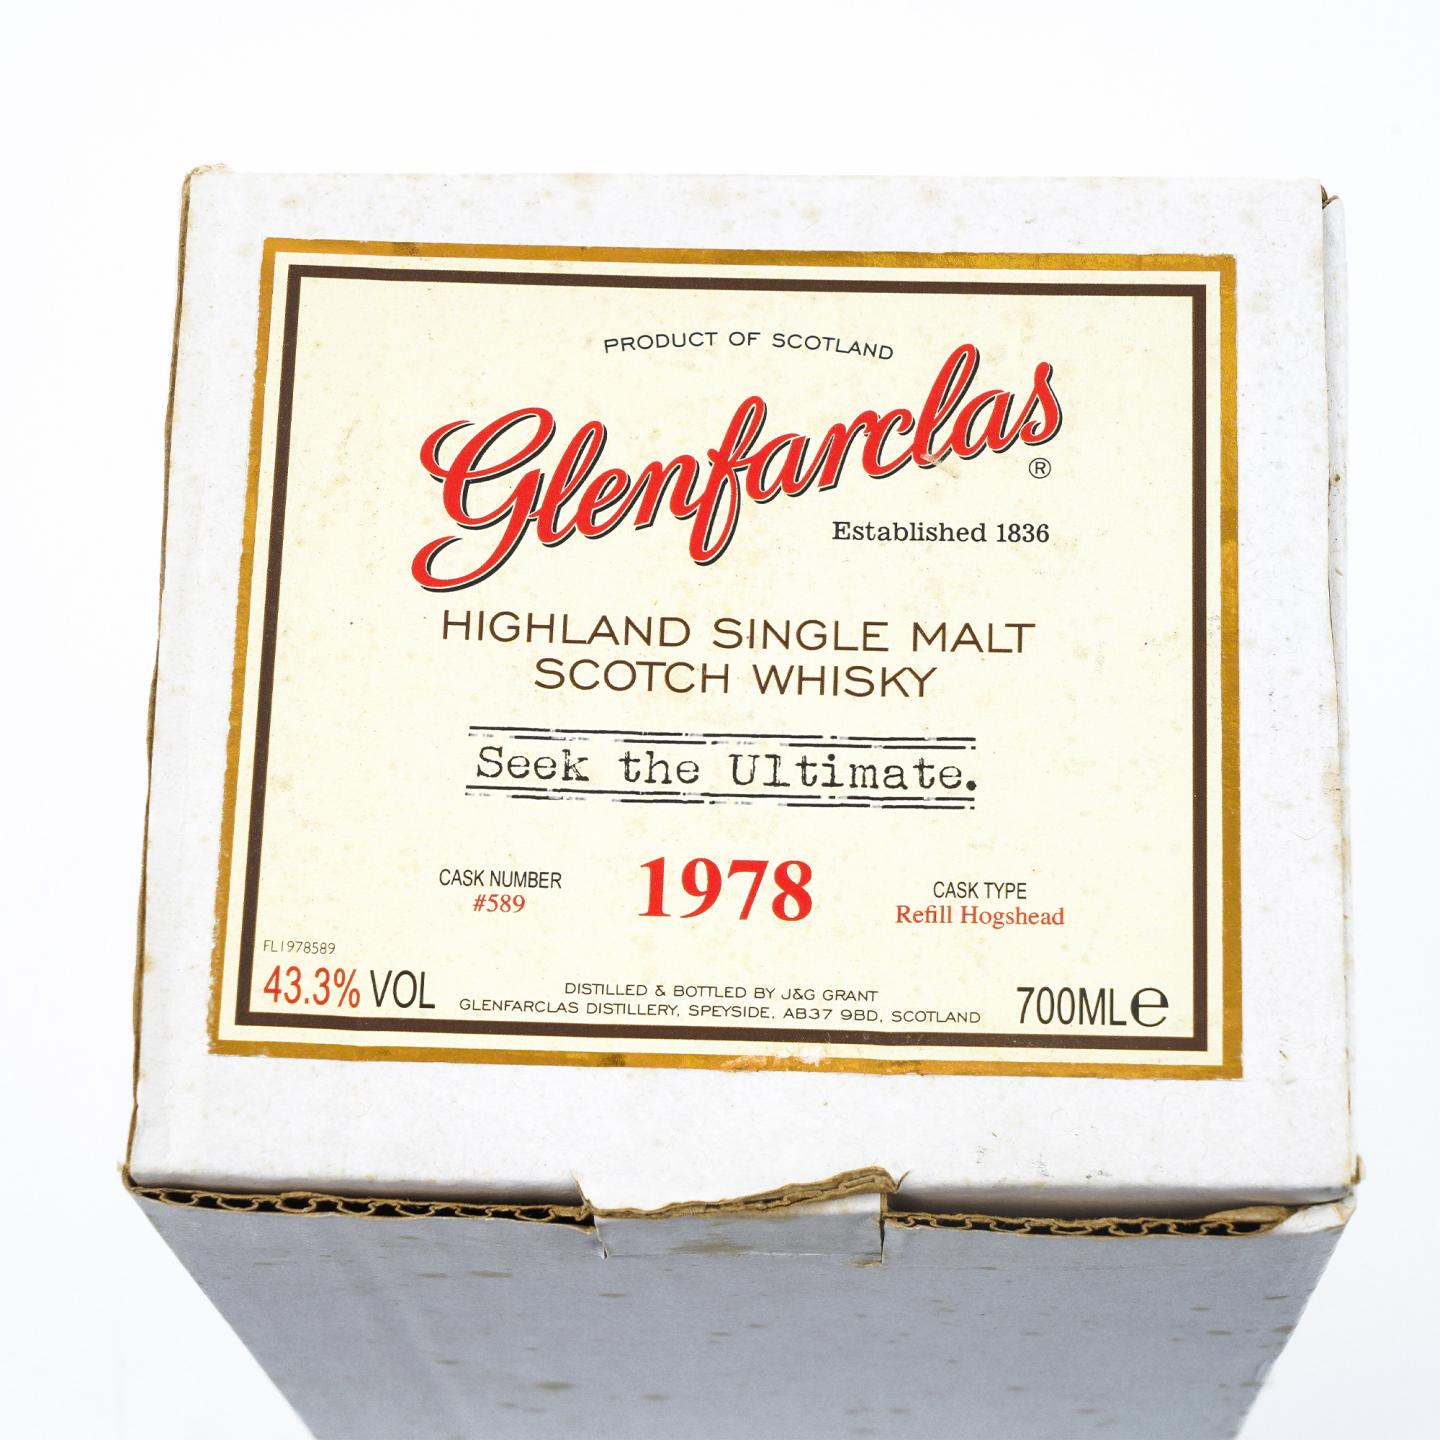 PRODUCT OF SCOTLAND
Glenfarclas
®
Established 1836
HIGHLAND SINGLE MALT
SCOTCH WHISKY
Seek the Ultimate.
CASK NUMBER
#589
1978
CASK TYPE
Refill Hogshead
FL1978589
43.3% VOL
DISTILLED & BOTTLED BY J&G GRANT
GLENFARCLAS DISTILLERY, SPEYSIDE, AB37 9BD, SCOTLAND
700ML e